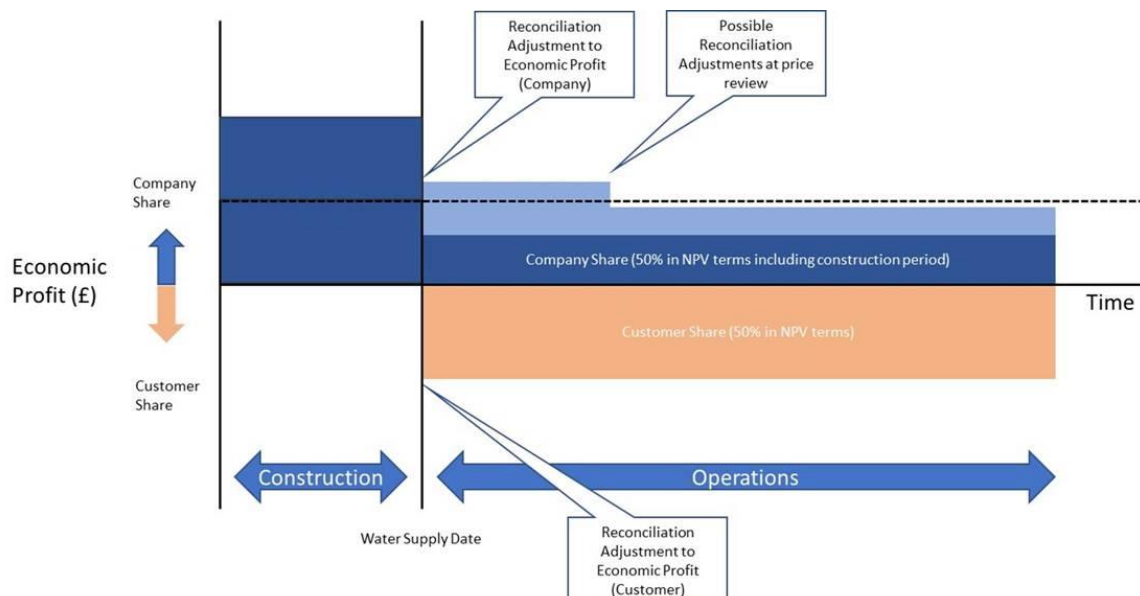 Reconciliation
Adjustment to
Economic Profit
(Company)
Possible
Reconciliation
Adjustments at price
review
Company
Share
Economic
Profit (£)
Company Share (50% in NPV terms including construction period)
Time
Customer Share (50% in NPV terms)
Customer
Share
Construction
Operations
Water Supply Date
Reconciliation
Adjustment to
Economic Profit
(Customer)